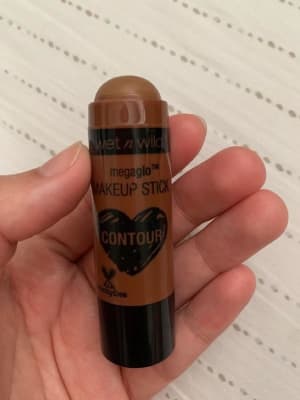 wet n wild
megaglo™
MAKEUP STICK
CONTOUR